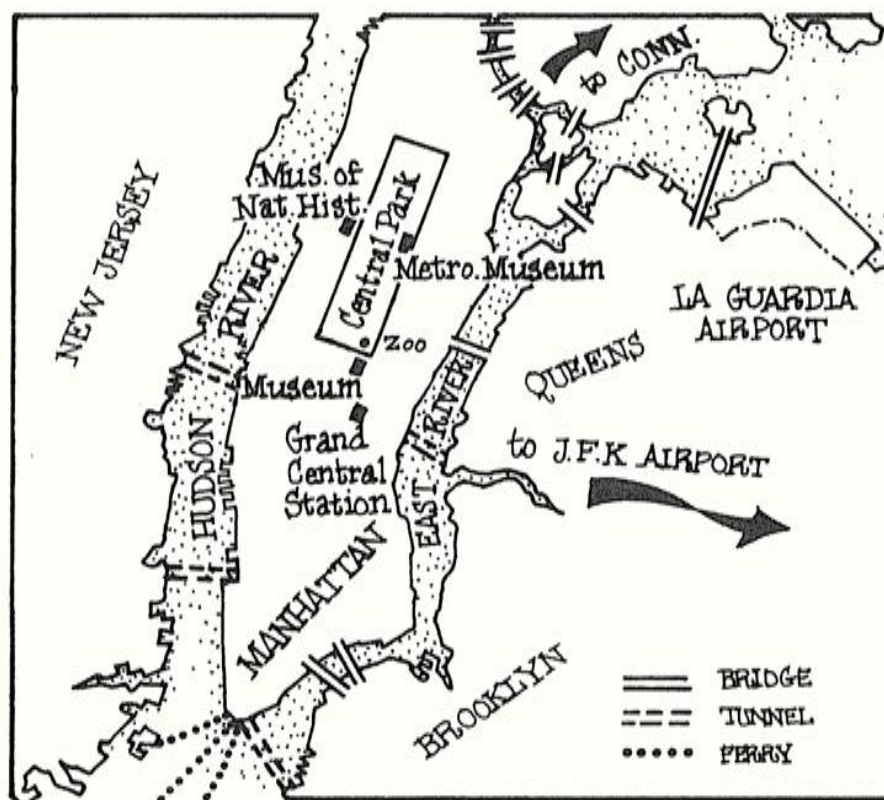 to CONN.
NEW JERSEY
Mus. of
Nat. Hist.
Central Park
Metro. Museum
RIVER
LA GUARDIA
AIRPORT
ZOO
QUEENS
Museum
RIVER
HUDSON
Grand
Central
Station
EAST
to J.F.K AIRPORT
MANHATTAN
BROOKLYN
BRIDGE
TUNNEL
FERRY